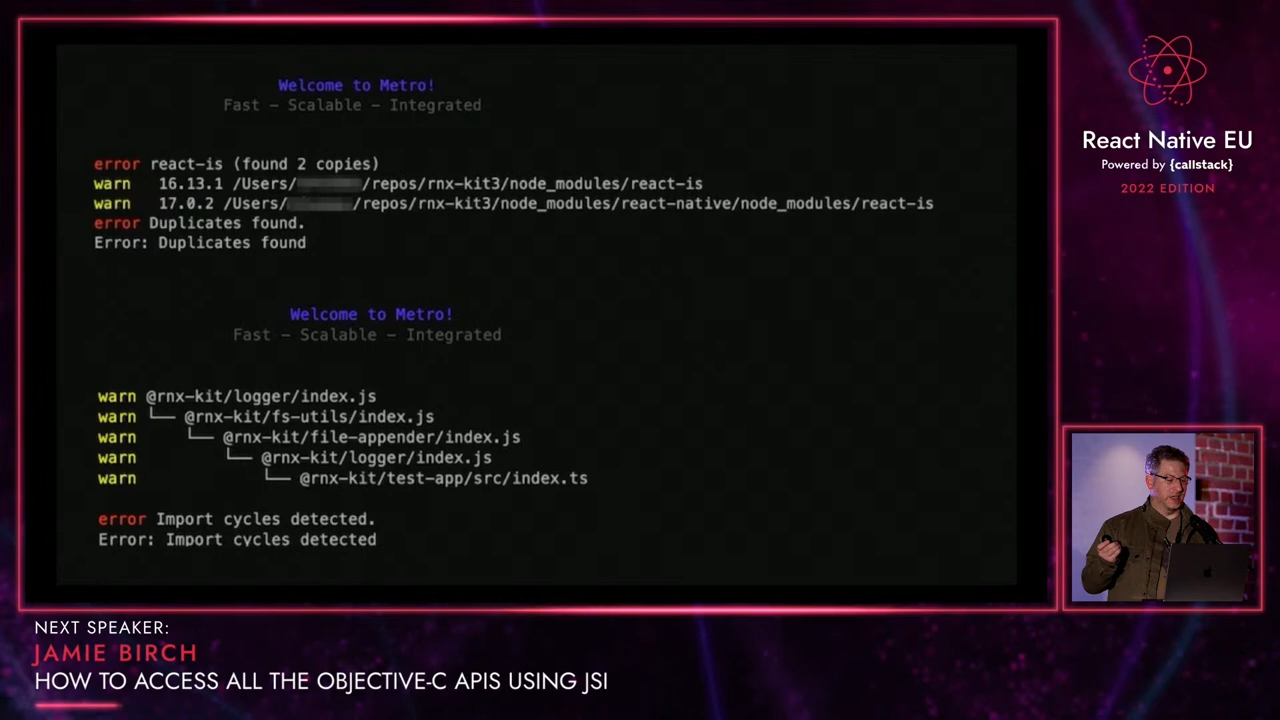 Welcome to Metro!
Fast - Scalable - Integrated
error react-is (found 2 copies)
warn 16.13.1 /Users/ /repos/rnx-kit3/node_modules/react-is
warn 17.0.2 /Users/ /repos/rnx-kit3/node_modules/react-native/node_modules/react-is
error Duplicates found.
Error: Duplicates found
Welcome to Metro!
Fast - Scalable - Integrated
warn @rnx-kit/logger/index.js
warn └── @rnx-kit/fs-utils/index.js
warn └── @rnx-kit/file-appender/index.js
warn └── @rnx-kit/logger/index.js
warn └── @rnx-kit/test-app/src/index.ts
error Import cycles detected.
Error: Import cycles detected
React Native EU
Powered by {callstack}
2022 EDITION
NEXT SPEAKER:
JAMIE BIRCH
HOW TO ACCESS ALL THE OBJECTIVE-C APIS USING JSI